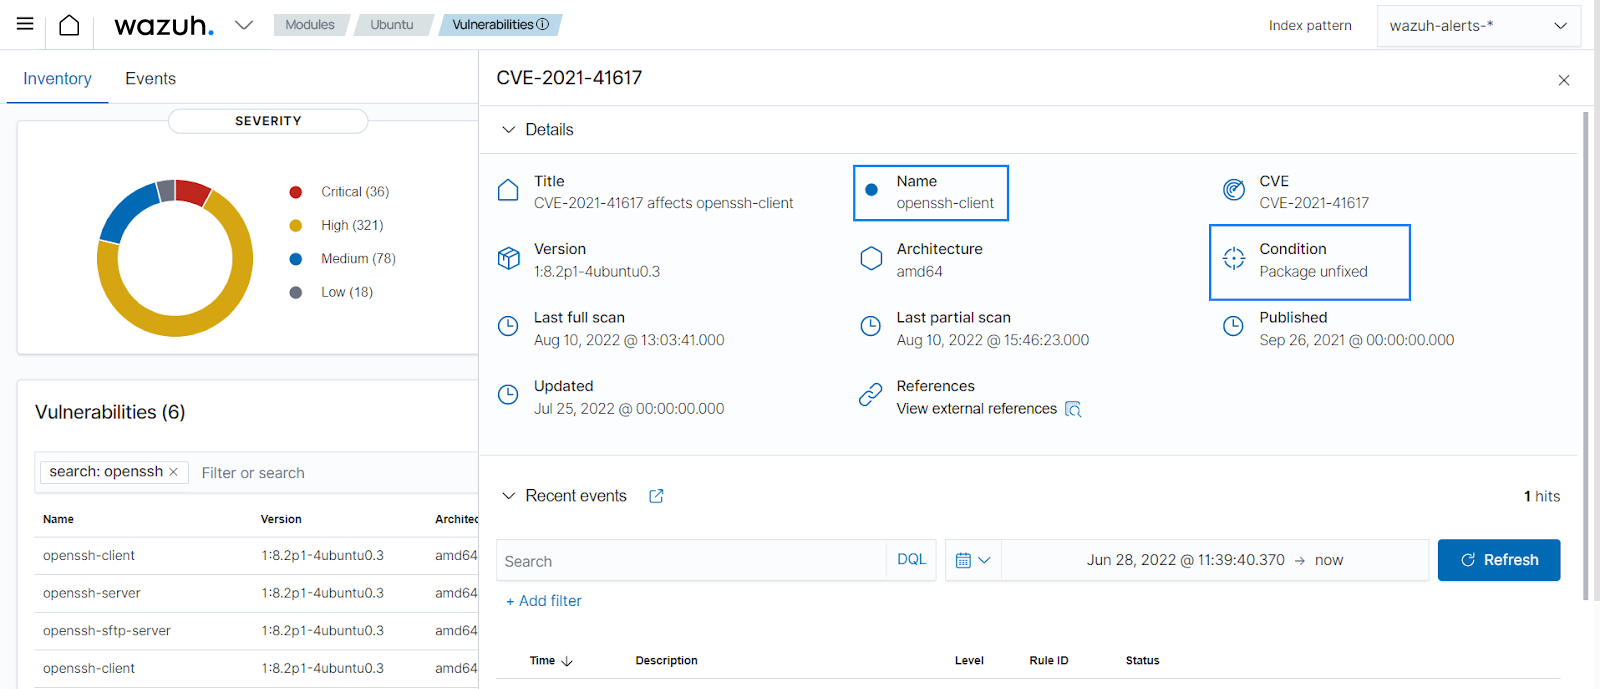 wazuh.
Modules
Ubuntu
Vulnerabilities
Index pattern
wazuh-alerts-*
Inventory
Events
SEVERITY
Critical (36)
High (321)
Medium (78)
Low (18)
Vulnerabilities (6)
search: openssh ×
Filter or search
Name Version Architec
openssh-client 1:8.2p1-4ubuntu0.3 amd64
openssh-server 1:8.2p1-4ubuntu0.3 amd64
openssh-sftp-server 1:8.2p1-4ubuntu0.3 amd64
openssh-client 1:8.2p1-4ubuntu0.3 amd64
CVE-2021-41617
Details
Title
CVE-2021-41617 affects openssh-client
Name
openssh-client
CVE
CVE-2021-41617
Version
1:8.2p1-4ubuntu0.3
Architecture
amd64
Condition
Package unfixed
Last full scan
Aug 10, 2022 @ 13:03:41.000
Last partial scan
Aug 10, 2022 @ 15:46:23.000
Published
Sep 26, 2021 @ 00:00:00.000
Updated
Jul 25, 2022 @ 00:00:00.000
References
View external references
Recent events
1 hits
Search
DQL
Jun 28, 2022 @ 11:39:40.370 → now
Refresh
+ Add filter
Time ↓ Description Level Rule ID Status